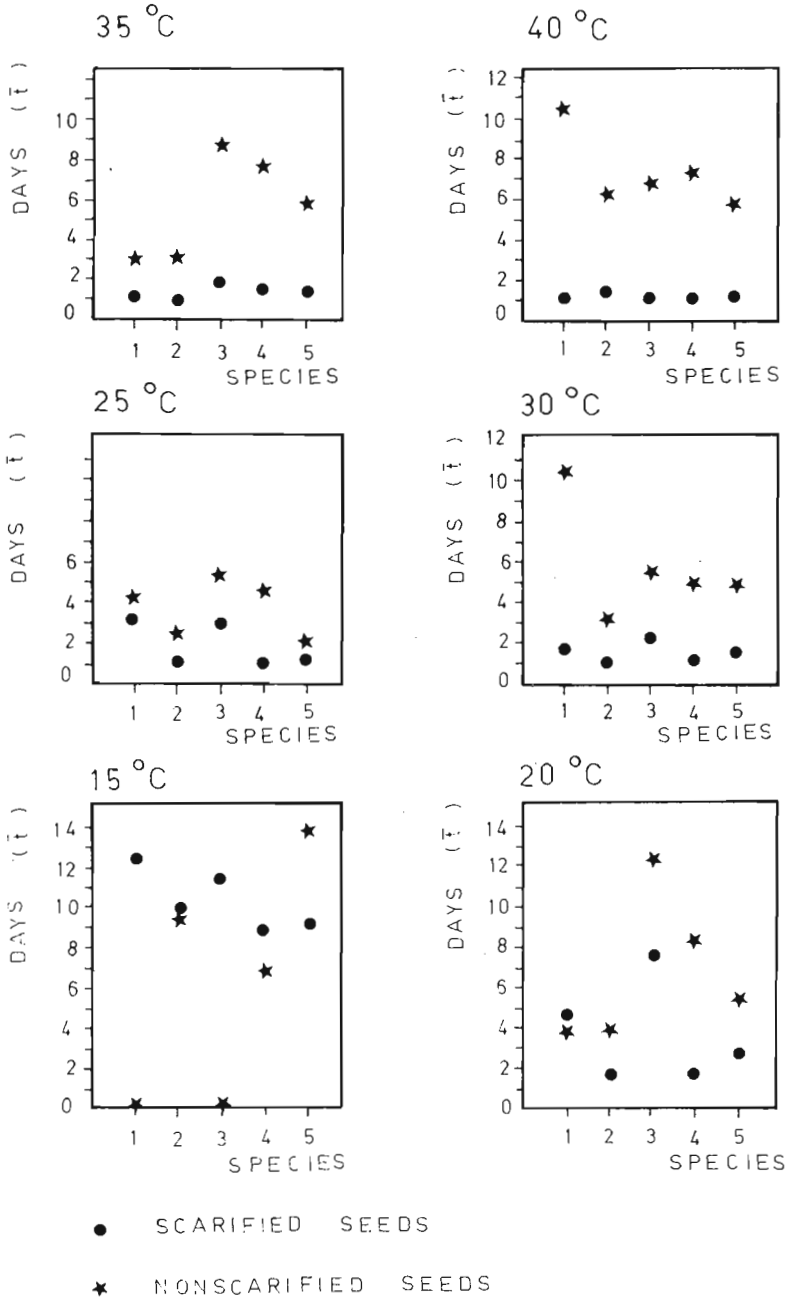 35 °C
DAYS (t̄)
10
8
6
4
2
0
1 2 3 4 5
SPECIES
40 °C
DAYS (t̄)
12
10
8
6
4
2
0
1 2 3 4 5
SPECIES
25 °C
DAYS (t̄)
6
4
2
0
1 2 3 4 5
SPECIES
30 °C
DAYS (t̄)
12
10
8
6
4
2
0
1 2 3 4 5
SPECIES
15 °C
DAYS (t̄)
14
12
10
8
6
4
2
0
1 2 3 4 5
SPECIES
20 °C
DAYS (t̄)
14
12
10
8
6
4
2
0
1 2 3 4 5
SPECIES
● SCARIFIED SEEDS
★ NONSCARIFIED SEEDS